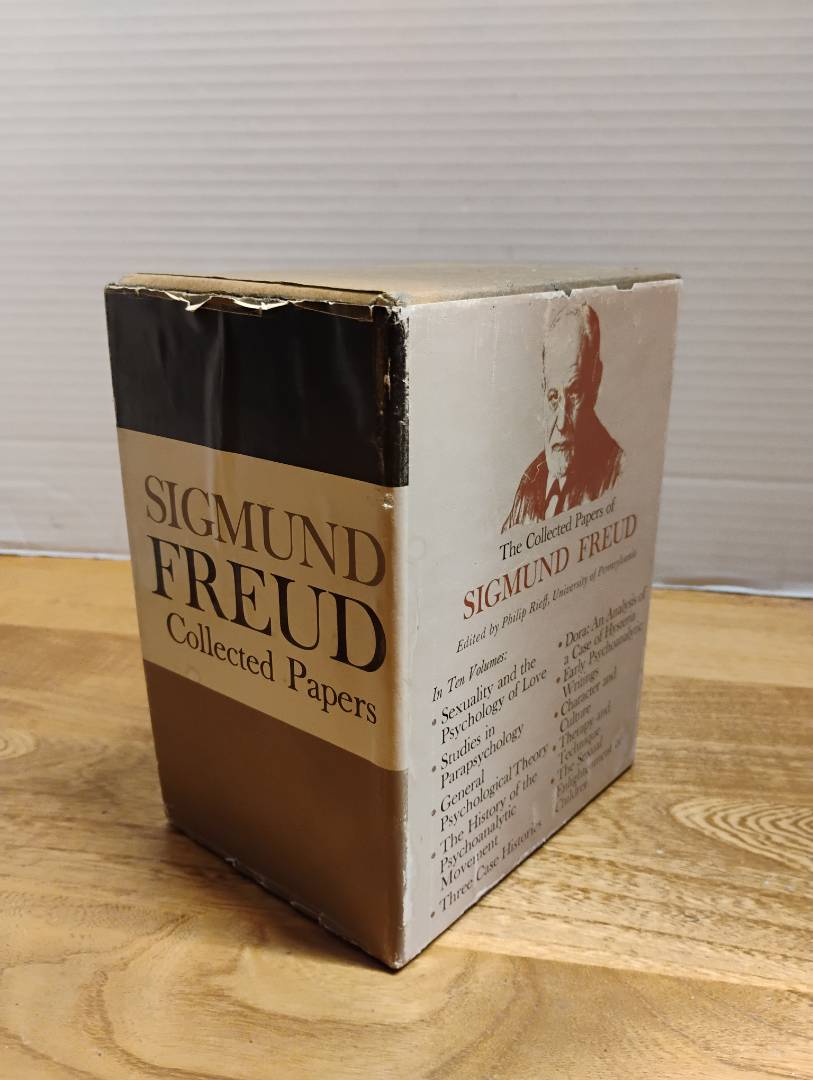 SIGMUND
FREUD
Collected Papers
The Collected Papers of
SIGMUND FREUD
Edited by Philip Rieff, University of Pennsylvania
In Ten Volumes:
• Sexuality and the
Psychology of Love
• Studies in
Parapsychology
• General
Psychological Theory
• The History of the
Psychoanalytic
Movement
• Three Case Histories
• Dora: An Analysis of
a Case of Hysteria
• Early Psychoanalytic
Writings
• Character and
Culture
• Therapy and
Technique
• The Sexual
Enlightenment of
Children